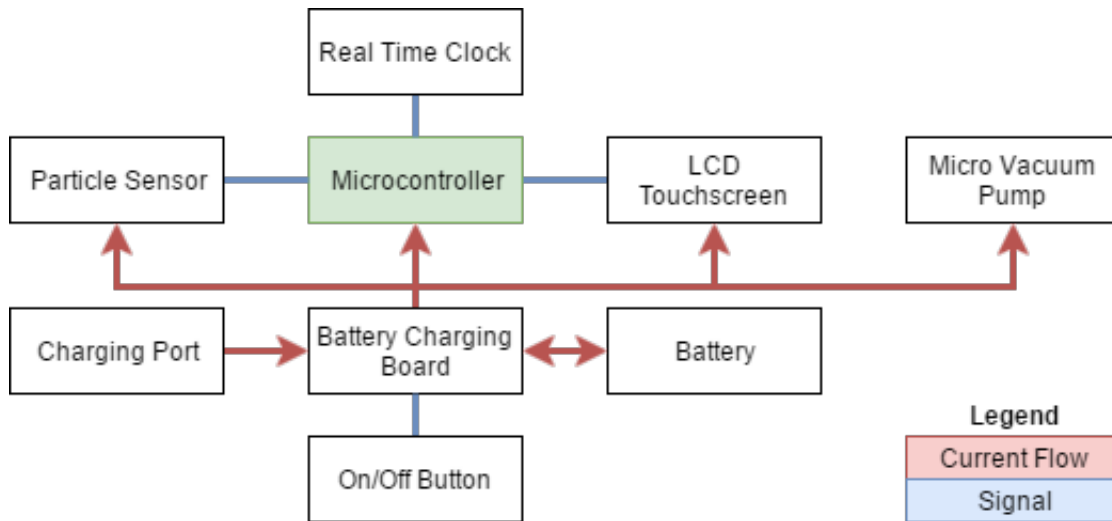 Real Time Clock
Particle Sensor
Microcontroller
LCD
Touchscreen
Micro Vacuum
Pump
Charging Port
Battery Charging
Board
Battery
On/Off Button
Legend
Current Flow
Signal